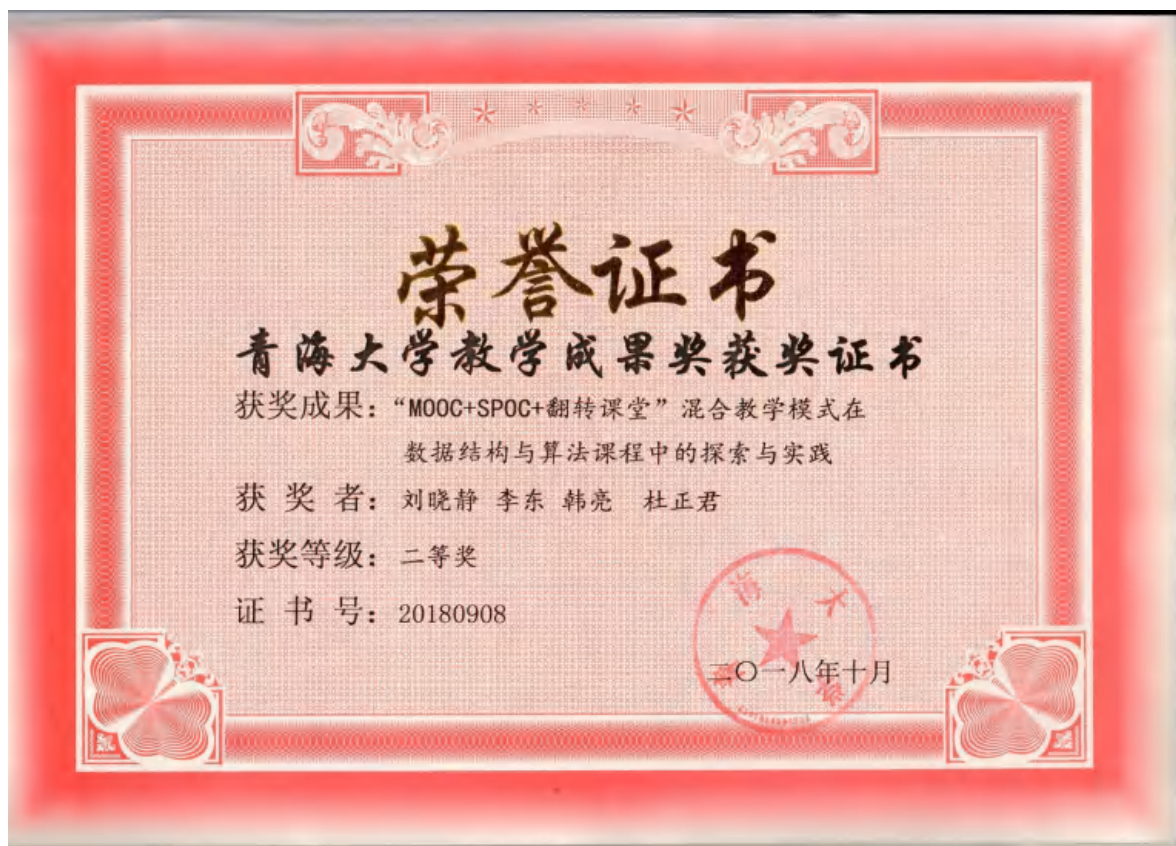 荣誉证书
青海大学教学成果奖获奖证书
获奖成果：“MOOC+SPOC+翻转课堂”混合教学模式在
数据结构与算法课程中的探索与实践
获 奖 者：刘晓静 李东 韩亮 杜正君
获奖等级：二等奖
证 书 号：20180908
青海大学
二〇一八年十月